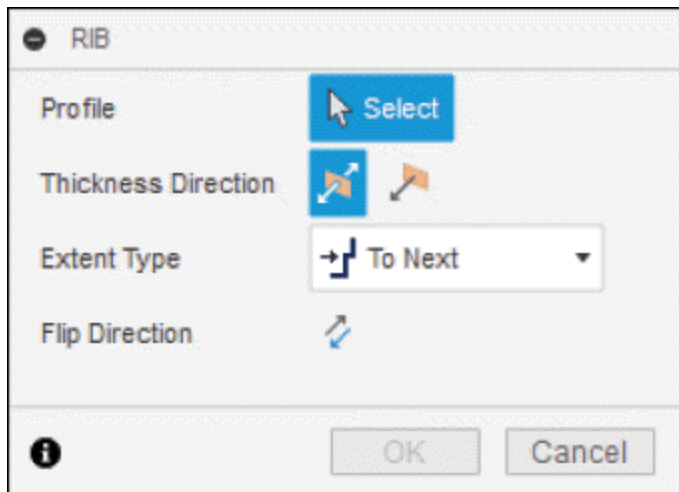 RIB
Profile
Select
Thickness Direction
Extent Type
To Next
Flip Direction
OK
Cancel